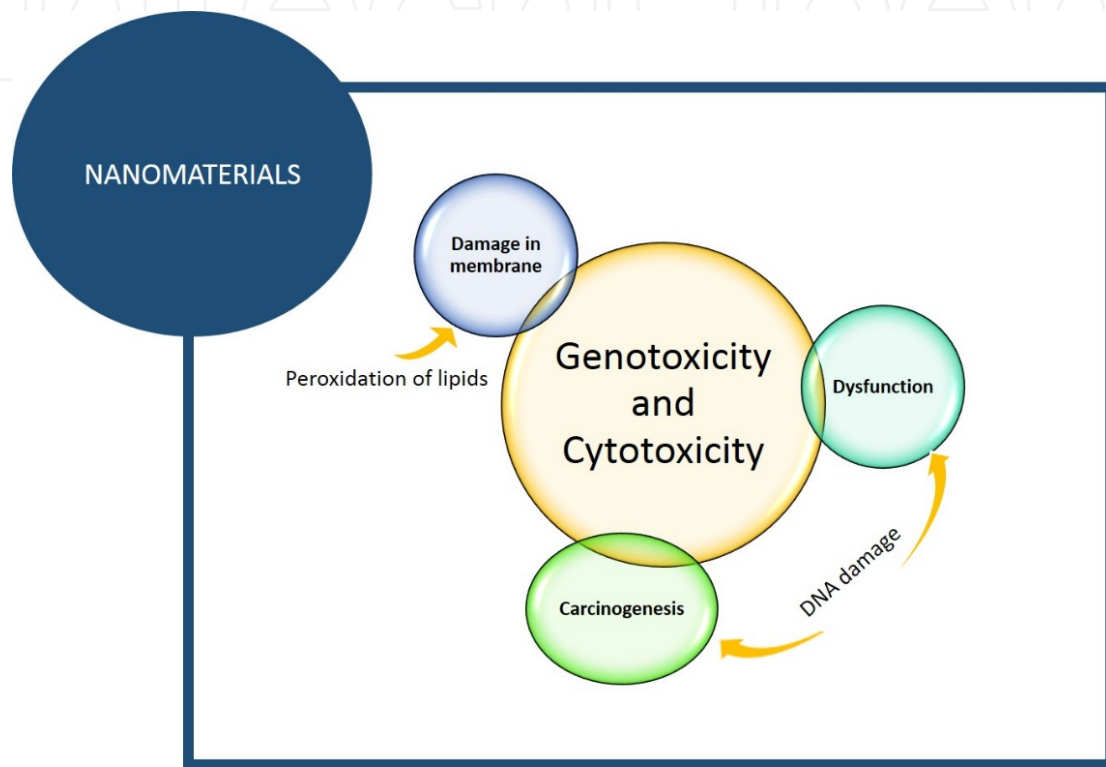 NANOMATERIALS
Damage in
membrane
Peroxidation of lipids
Genotoxicity
and
Cytotoxicity
Dysfunction
DNA damage
Carcinogenesis